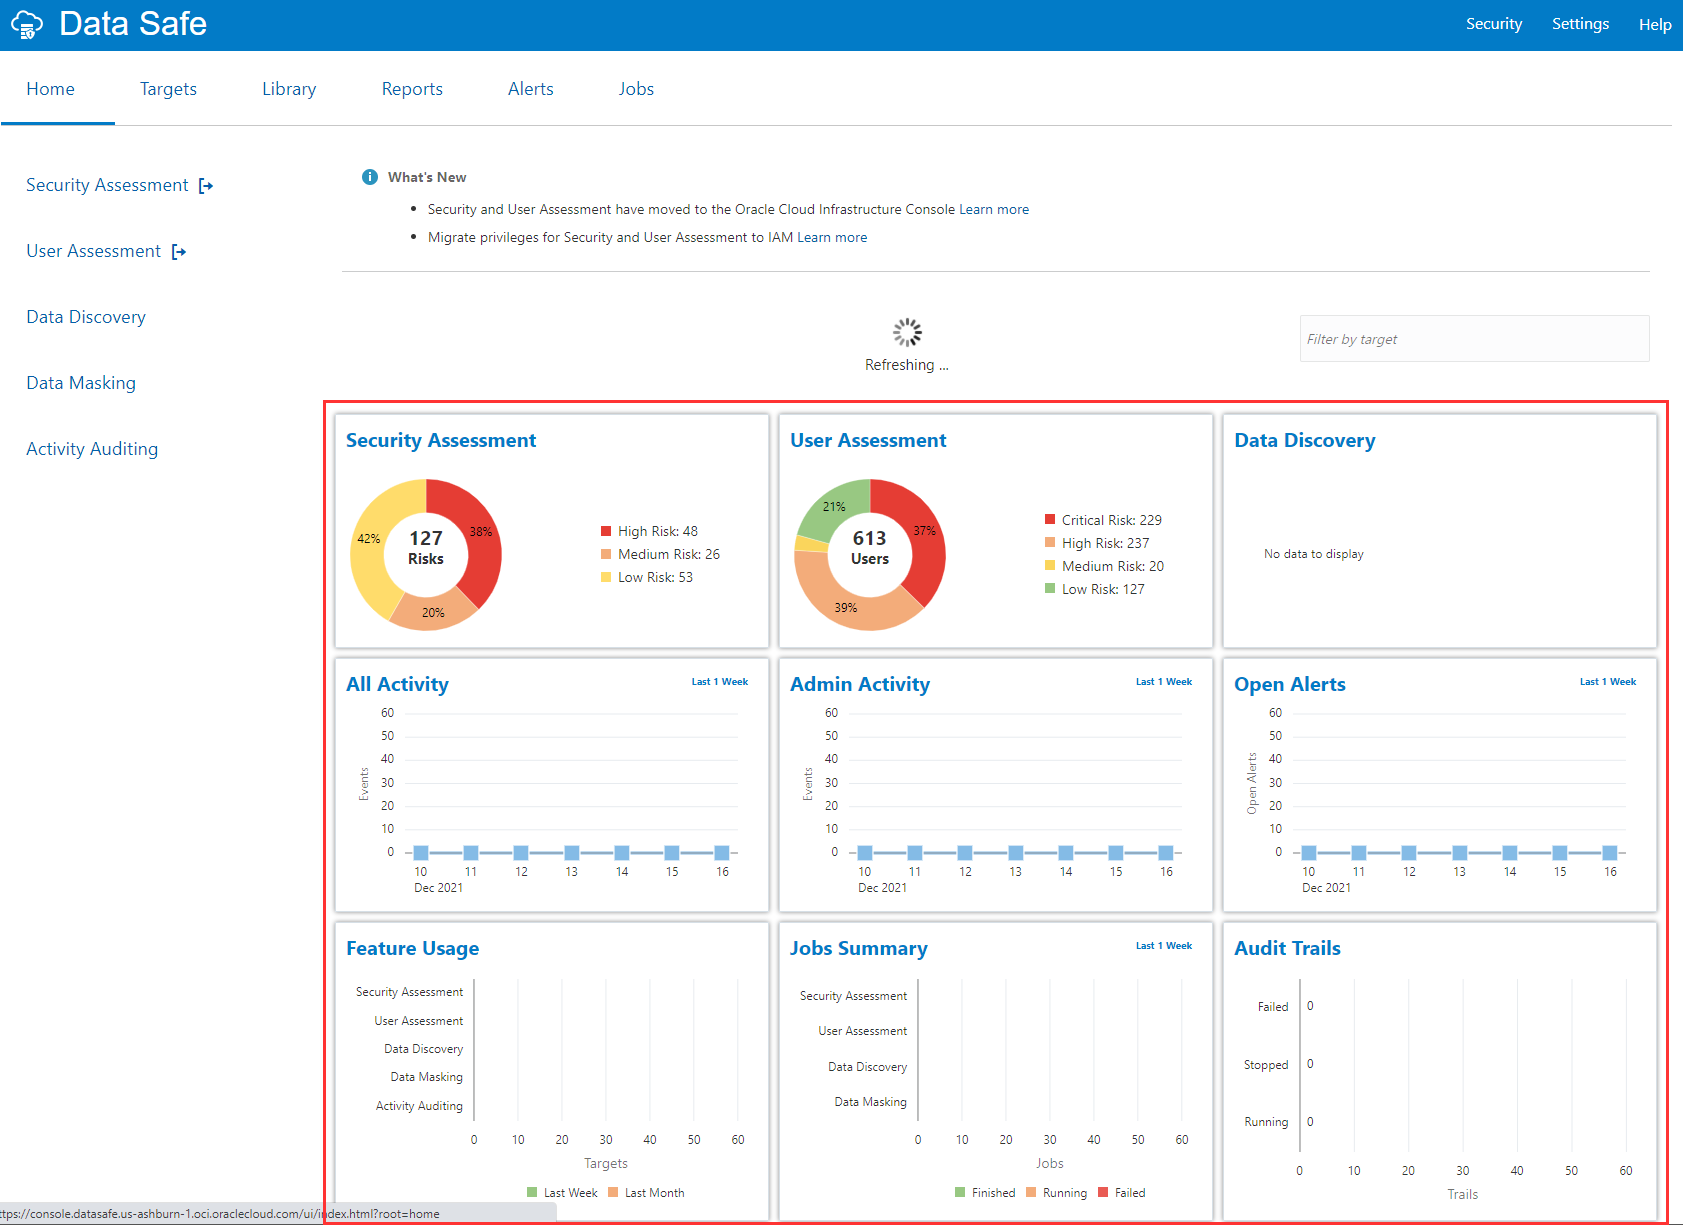 Data Safe
Security Settings Help
Home Targets Library Reports Alerts Jobs
Security Assessment
User Assessment
Data Discovery
Data Masking
Activity Auditing
What's New
• Security and User Assessment have moved to the Oracle Cloud Infrastructure Console Learn more
• Migrate privileges for Security and User Assessment to IAM Learn more
Refreshing ...
Filter by target
Security Assessment
38%
42%
20%
127
Risks
High Risk: 48
Medium Risk: 26
Low Risk: 53
User Assessment
21%
37%
39%
613
Users
Critical Risk: 229
High Risk: 237
Medium Risk: 20
Low Risk: 127
Data Discovery
No data to display
All Activity
Last 1 Week
Events
60
50
40
30
20
10
0
10 11 12 13 14 15 16
Dec 2021
Admin Activity
Last 1 Week
Events
60
50
40
30
20
10
0
10 11 12 13 14 15 16
Dec 2021
Open Alerts
Last 1 Week
Open Alerts
60
50
40
30
20
10
0
10 11 12 13 14 15 16
Dec 2021
Feature Usage
Security Assessment
User Assessment
Data Discovery
Data Masking
Activity Auditing
0 10 20 30 40 50 60
Targets
Last Week Last Month
Jobs Summary
Last 1 Week
Security Assessment
User Assessment
Data Discovery
Data Masking
0 10 20 30 40 50 60
Jobs
Finished Running Failed
Audit Trails
Failed 0
Stopped 0
Running 0
0 10 20 30 40 50 60
Trails
ttps://console.datasafe.us-ashburn-1.oci.oraclecloud.com/ui/index.html?root=home